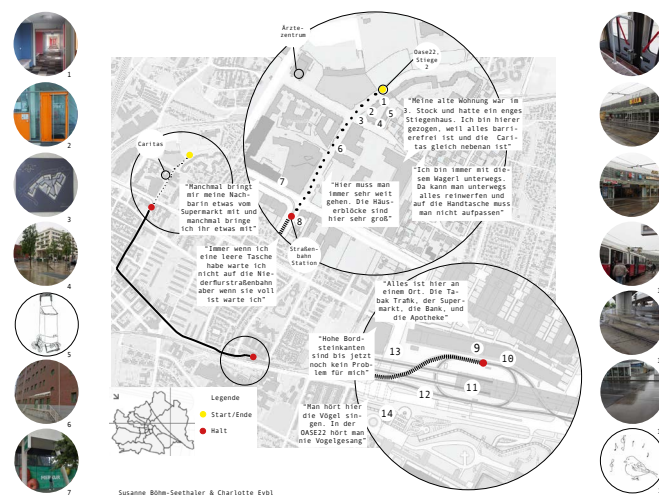 Ärzte-
zentrum
Oase22,
Stiege
2
1
2
3
4
5
6
7
8
"Meine alte Wohnung war im
3. Stock und hatte ein enges
Stiegenhaus. Ich bin hierer
gezogen, weil alles barri-
erefrei ist und die Cari-
tas gleich nebenan ist"
Caritas
"Manchmal bringt
mir meine Nach-
barin etwas vom
Supermarkt mit und
manchmal bringe
ich ihr etwas mit"
"Hier muss man
immer sehr weit
gehen. Die Häus-
erblöcke sind
hier sehr groß"
"Ich bin immer mit die-
sem Wagerl unterwegs.
Da kann man unterwegs
alles reinwerfen und
auf die Handtasche muss
man nicht aufpassen"
Straßen-
bahn
Station
"Immer wenn ich
eine leere Tasche
habe warte ich
nicht auf die Nie-
derflurstraßenbahn
aber wenn sie voll
ist warte ich"
"Alles ist hier an
einem Ort. Die Ta-
bak Trafik, der Super-
markt, die Bank, und
die Apotheke"
"Hohe Bord-
steinkanten
sind bis jetzt
noch kein Prob-
lem für mich"
9
10
11
12
13
14
"Man hört hier
die Vögel sin-
gen. In der
OASE22 hört man
nie Vogelgesang"
Legende
Start/Ende
Halt
1
2
3
4
5
6
7
Susanne Böhm-Seethaler & Charlotte Eybl